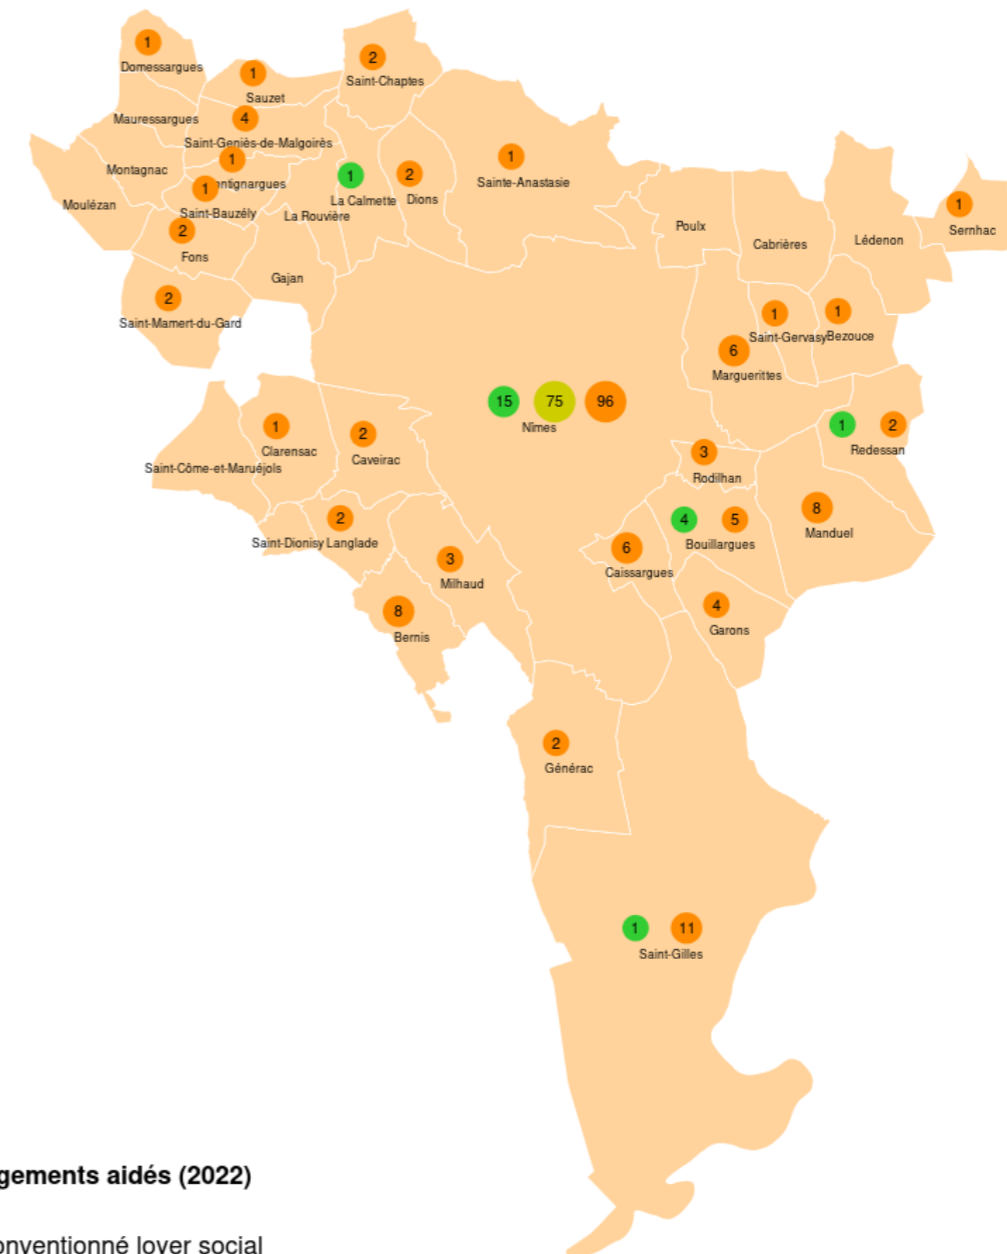 1
Domessargues
2
Saint-Chaptes
1
Sauzet
4
Mauressargues
Saint-Geniès-de-Malgoirès
1
ontignargues
Montagnac
1
Saint-Bauzély
Moulézan
La Rouvière
1
La Calmette
2
Dions
1
Sainte-Anastasie
2
Fons
Gajan
2
Saint-Mamert-du-Gard
Poulx
Cabrières
Lédenon
1
Sernhac
1
Saint-Gervasy
1
Bezouce
6
Marguerittes
15 75 96
Nîmes
1 2
Redessan
1
Clarensac
2
Caveirac
Saint-Côme-et-Maruéjols
3
Rodilhan
8
Manduel
4 5
Bouillargues
6
Caissargues
2
Saint-Dionisy Langlade
3
Milhaud
8
Bernis
4
Garons
2
Générac
1 11
Saint-Gilles
gements aidés (2022)
onventionné loyer social